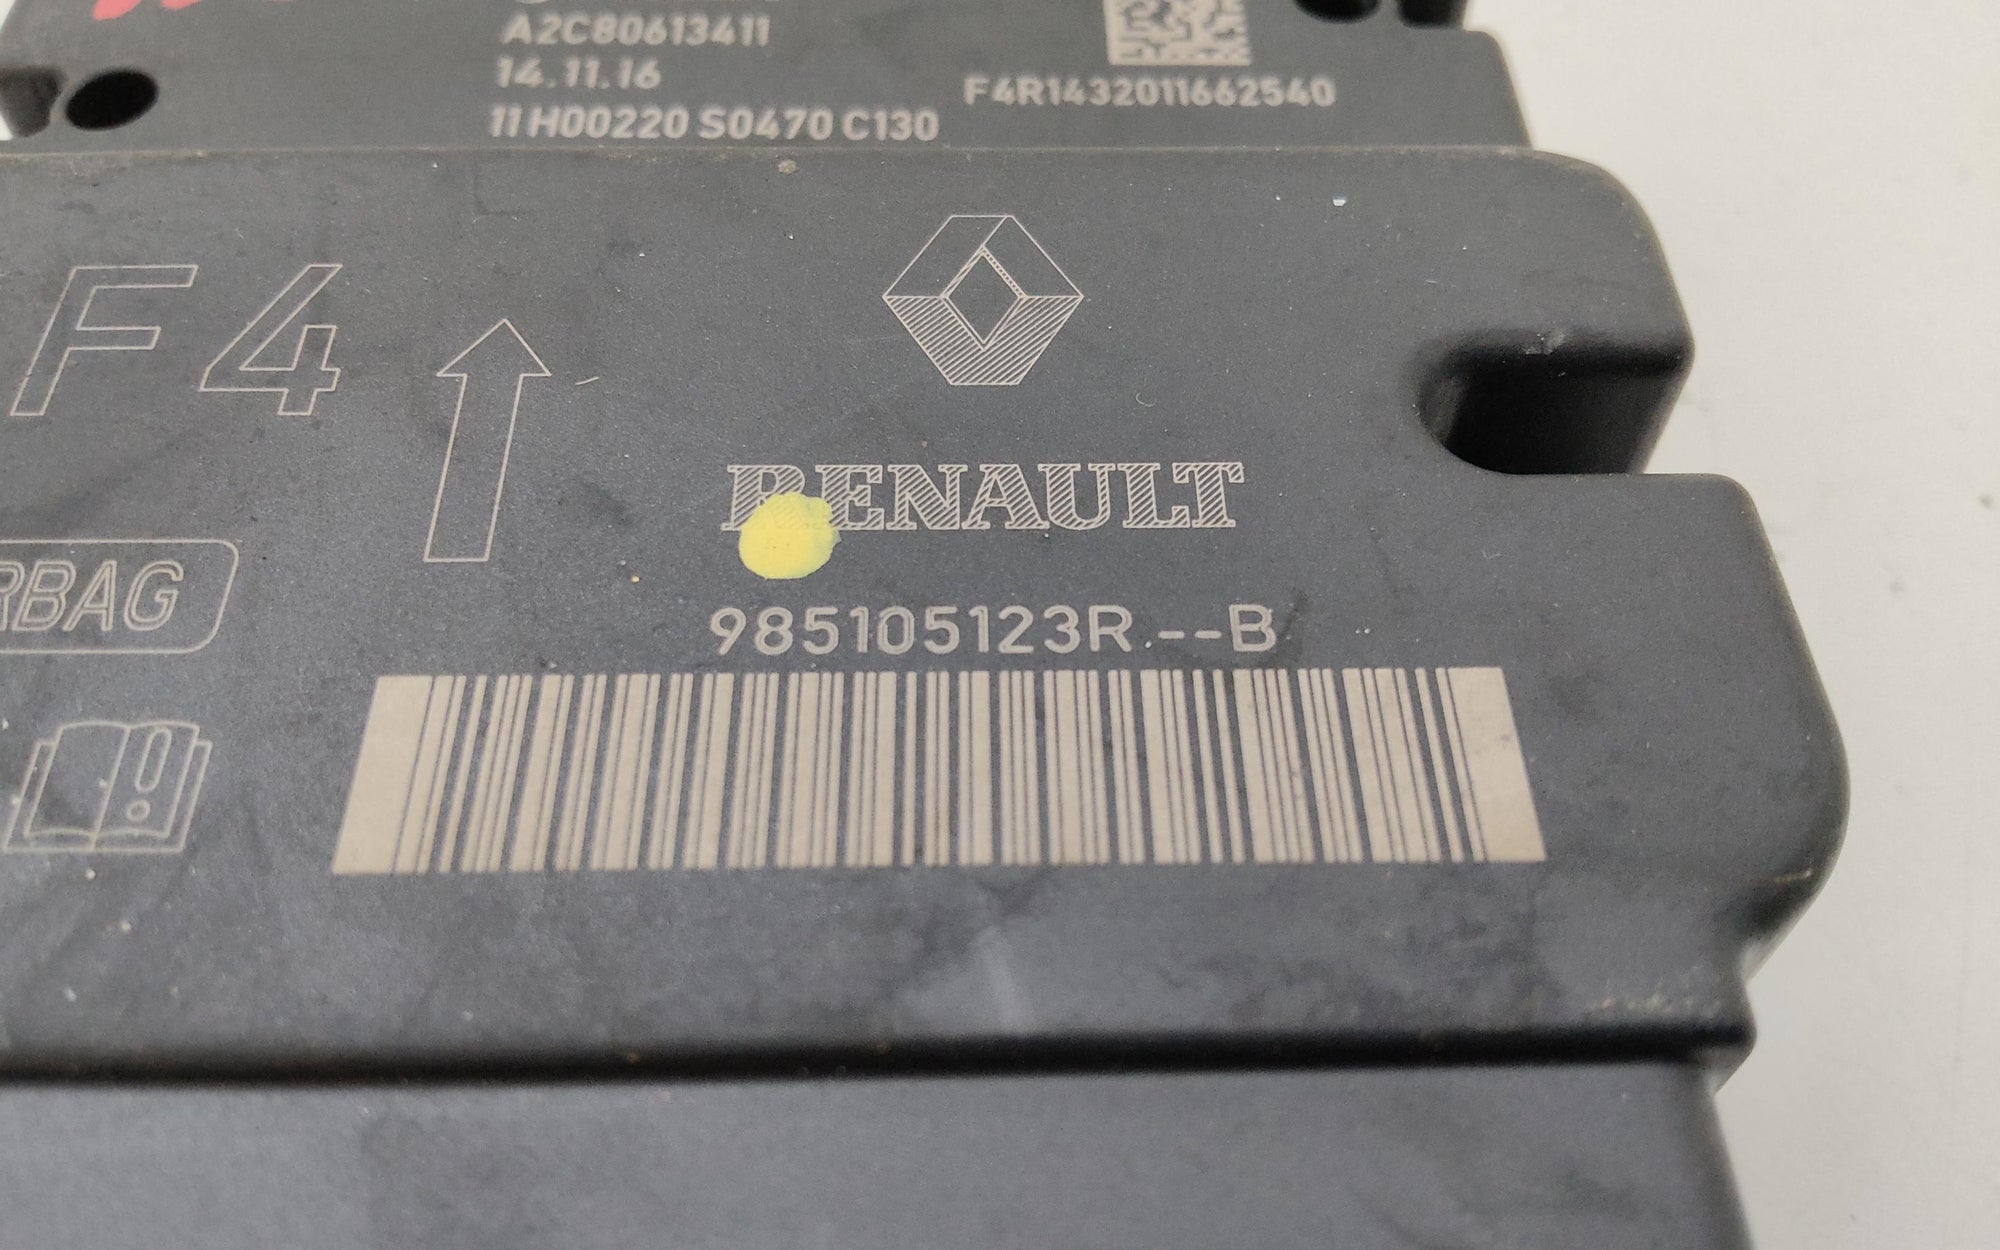 A2C80613411
14.11.16
11H00220 S0470 C130
F4R1432011662540
F4
RENAULT
RBAG
985105123R--B